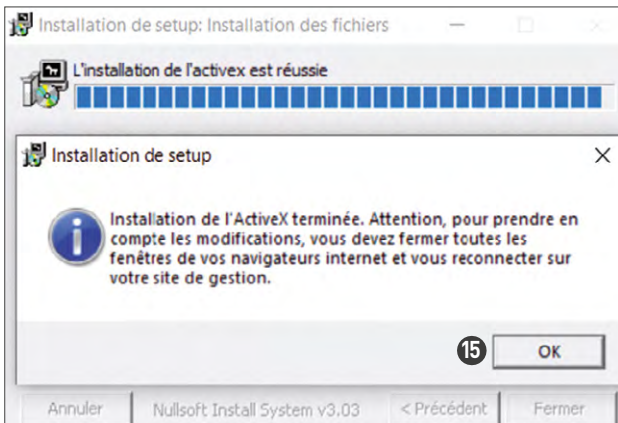 Installation de setup: Installation des fichiers
L'installation de l'activex est réussie
Installation de setup
Installation de l'ActiveX terminée. Attention, pour prendre en
compte les modifications, vous devez fermer toutes les
fenêtres de vos navigateurs internet et vous reconnecter sur
votre site de gestion.
15 OK
Annuler Nullsoft Install System v3.03 < Précédent Fermer